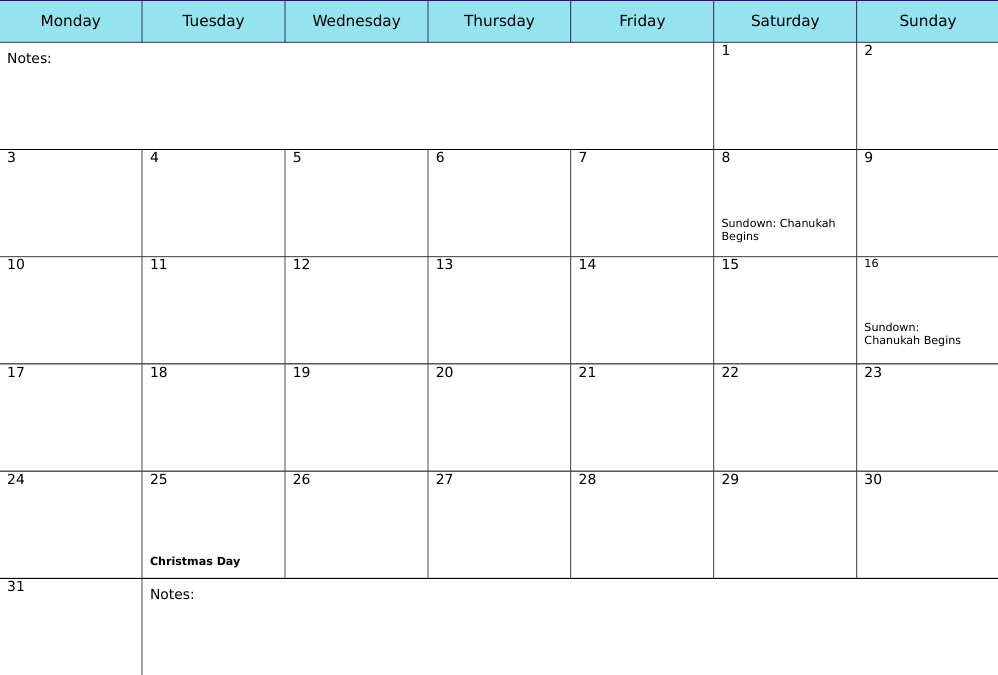 Monday Tuesday Wednesday Thursday Friday Saturday Sunday
Notes: 1 2
3 4 5 6 7 8 9
Sundown: Chanukah
Begins
10 11 12 13 14 15 16
Sundown:
Chanukah Begins
17 18 19 20 21 22 23
24 25 26 27 28 29 30
Christmas Day
31 Notes: